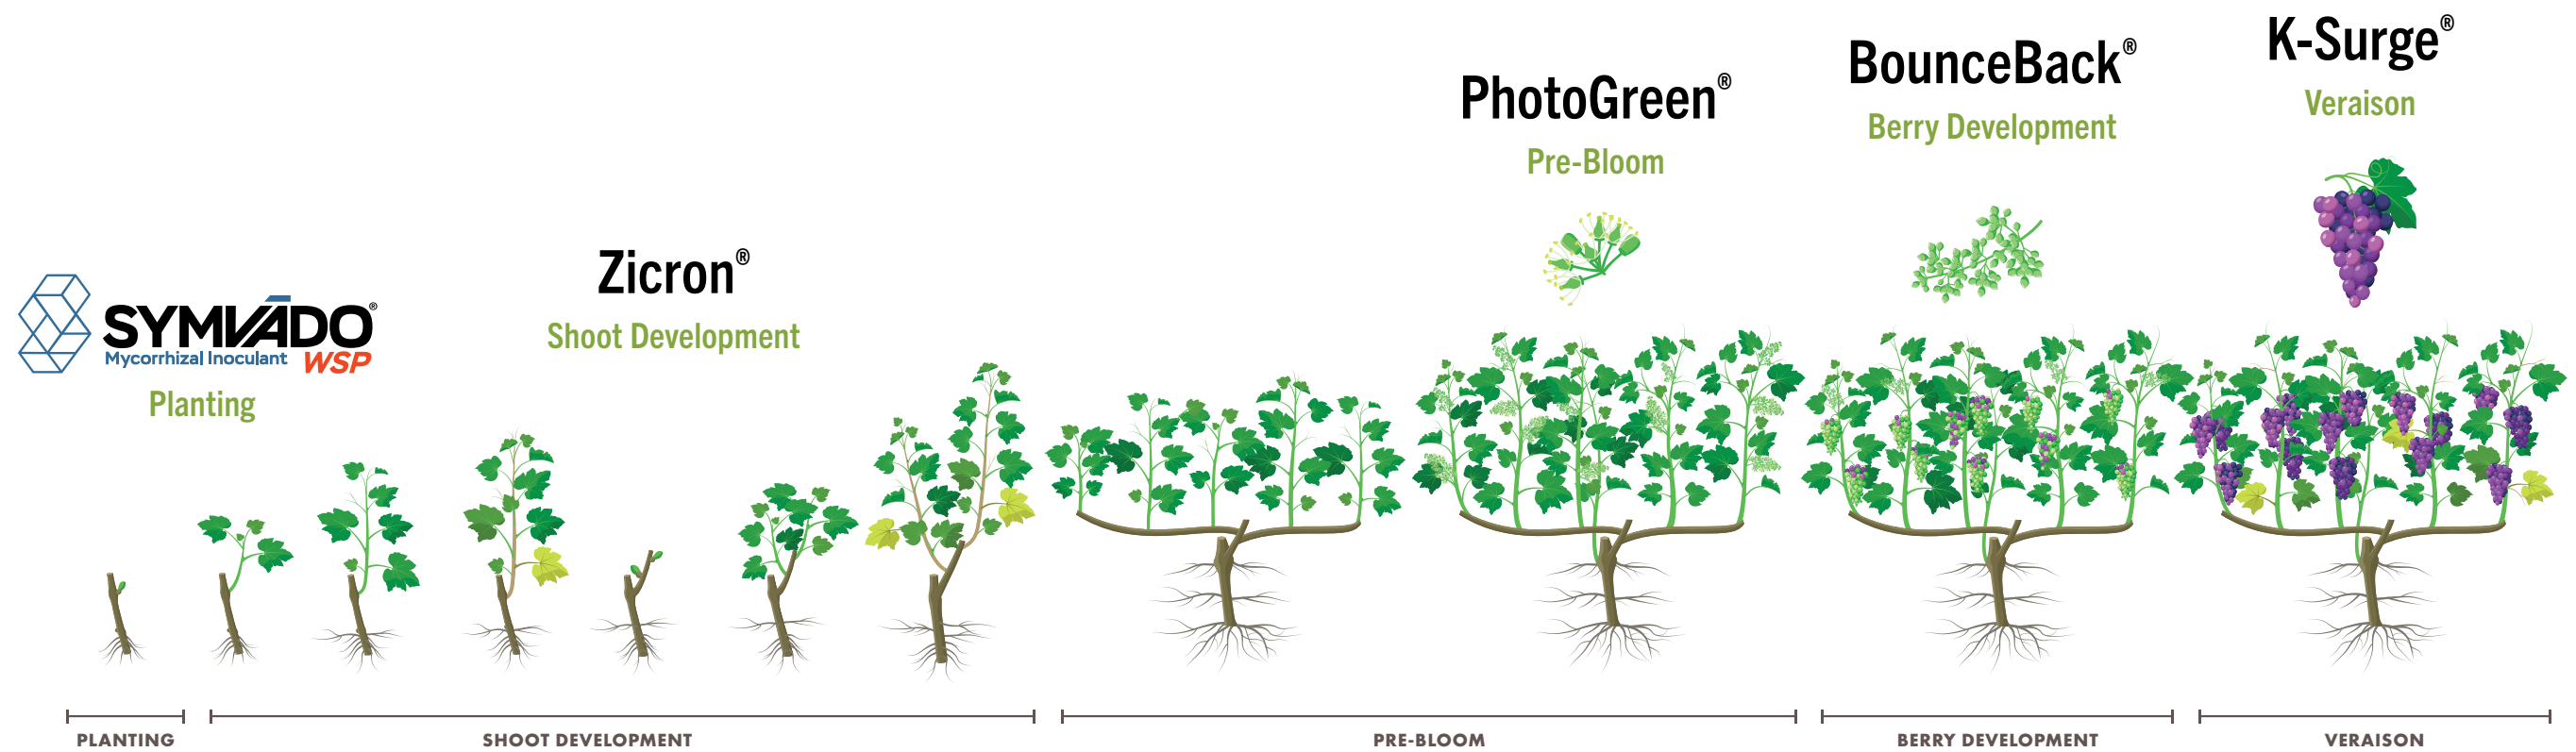 SYMVĀDO®
Mycorrhizal Inoculant WSP
Planting
Zicron®
Shoot Development
PhotoGreen®
Pre-Bloom
BounceBack®
Berry Development
K-Surge®
Veraison
PLANTING
SHOOT DEVELOPMENT
PRE-BLOOM
BERRY DEVELOPMENT
VERAISON